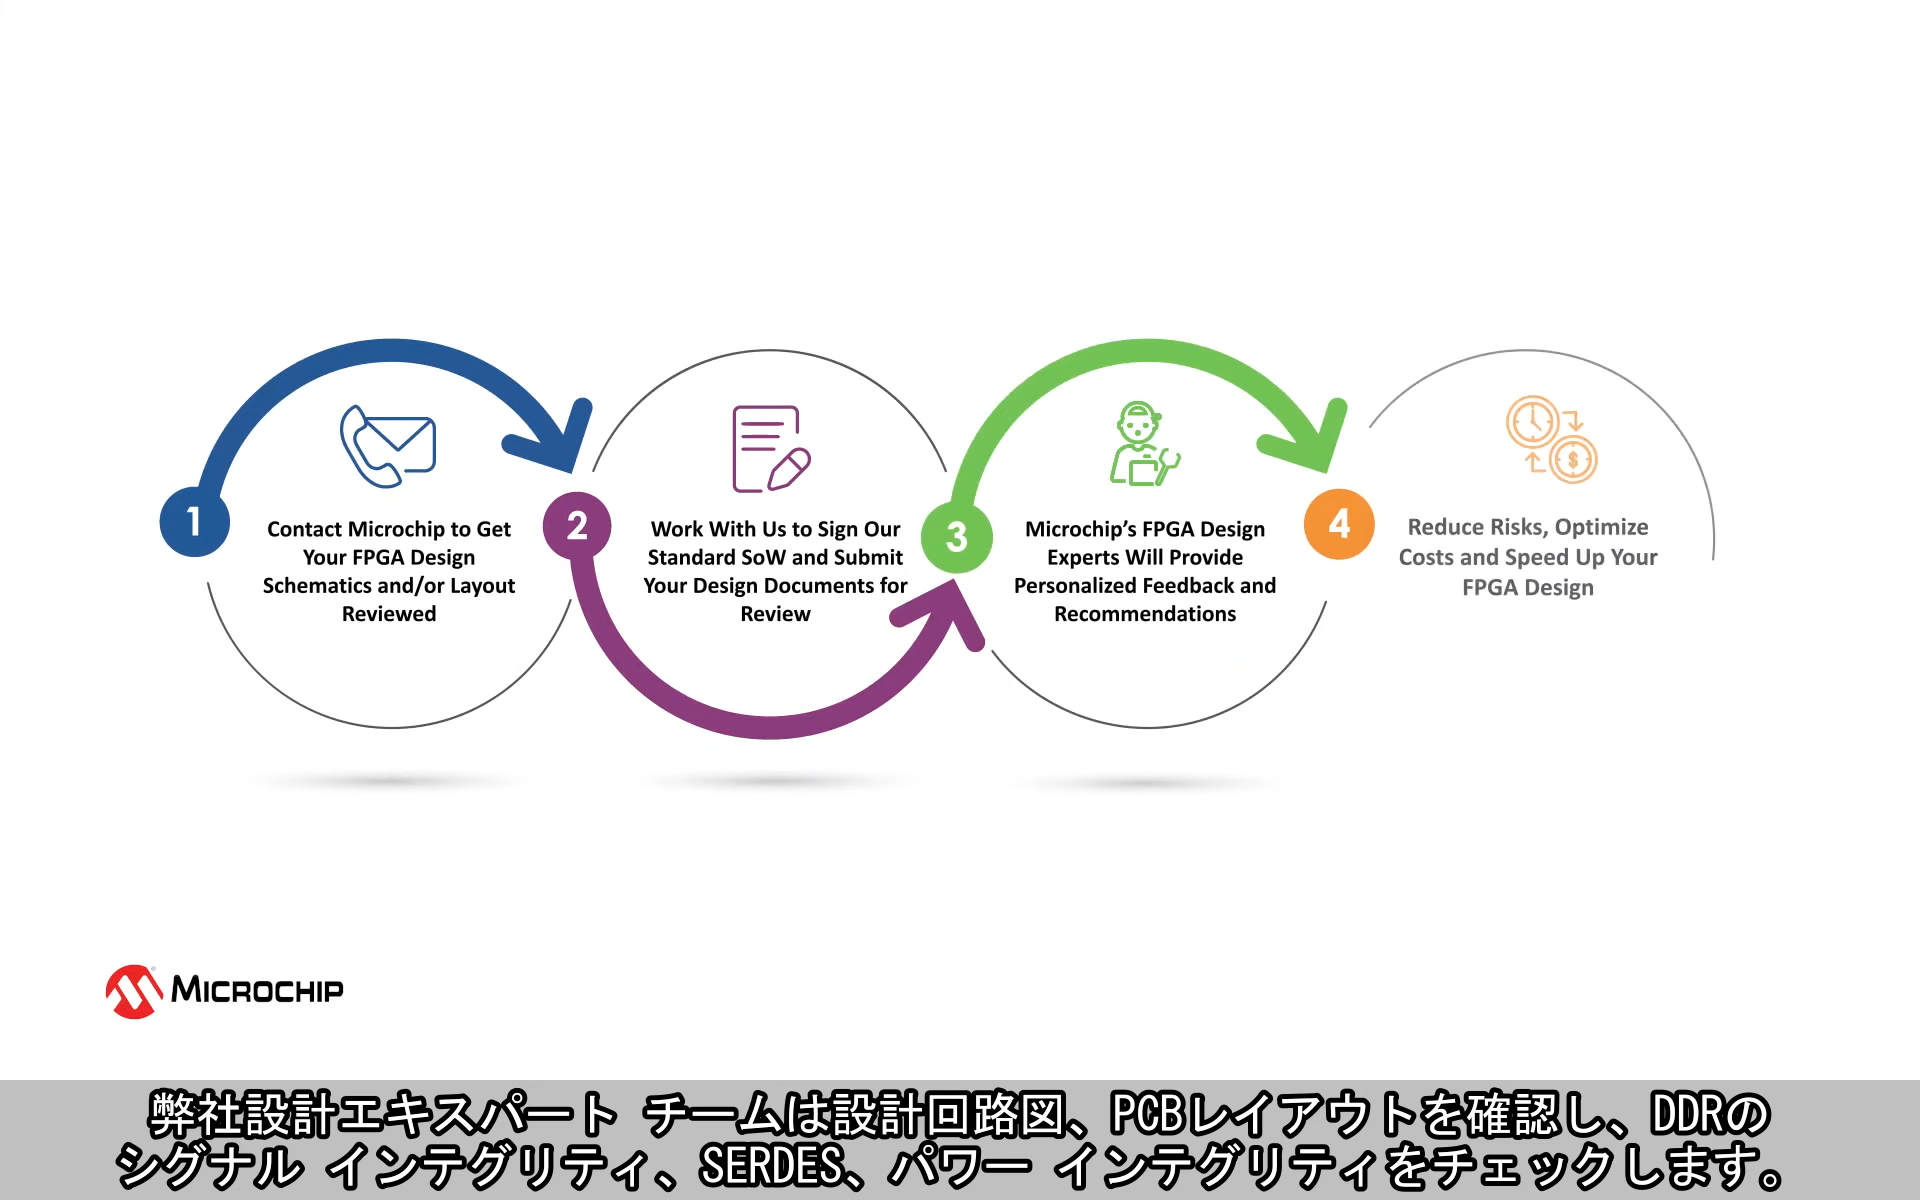 1
Contact Microchip to Get
Your FPGA Design
Schematics and/or Layout
Reviewed
2
Work With Us to Sign Our
Standard SoW and Submit
Your Design Documents for
Review
3
Microchip's FPGA Design
Experts Will Provide
Personalized Feedback and
Recommendations
4
Reduce Risks, Optimize
Costs and Speed Up Your
FPGA Design
MICROCHIP
弊社設計エキスパート チームは設計回路図、PCBレイアウトを確認し、DDRの
シグナル インテグリティ、SERDES、パワー インテグリティをチェックします。